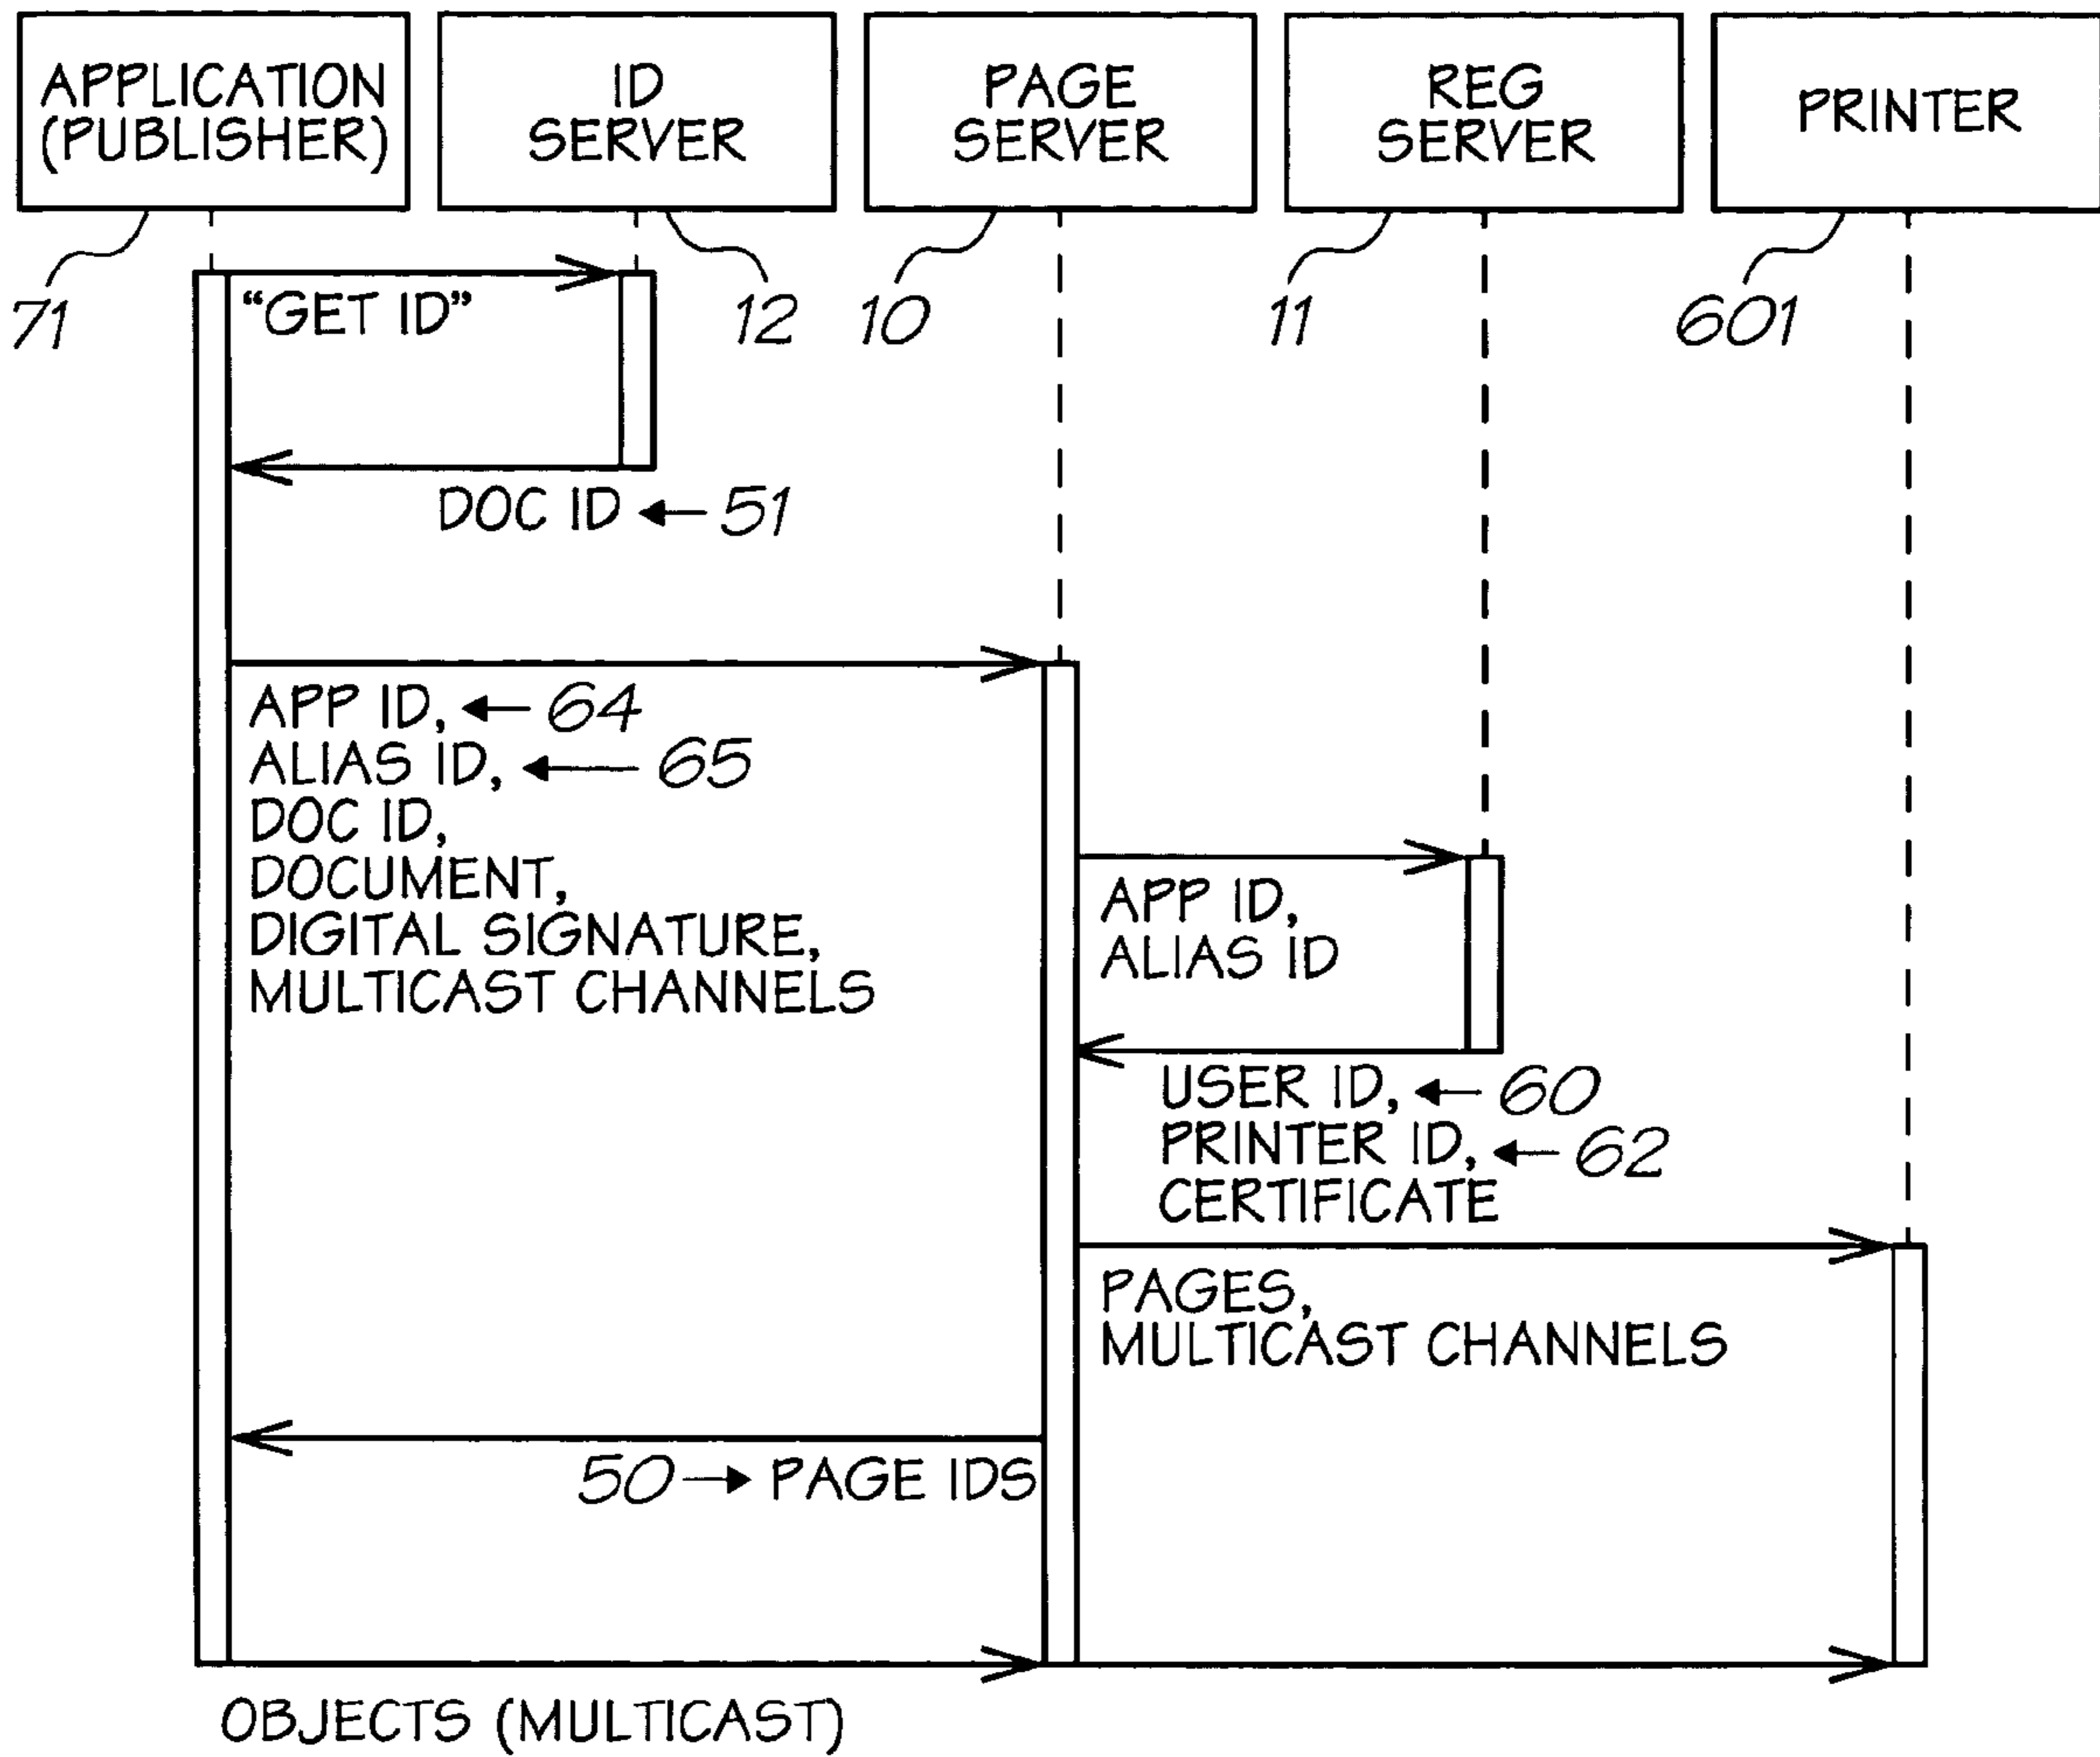 APPLICATION
(PUBLISHER)
ID
SERVER
PAGE
SERVER
REG
SERVER
PRINTER
71
12
10
11
601
“GET ID”
DOC ID 51
APP ID, 64
ALIAS ID, 65
DOC ID,
DOCUMENT,
DIGITAL SIGNATURE,
MULTICAST CHANNELS
APP ID,
ALIAS ID
USER ID, 60
PRINTER ID, 62
CERTIFICATE
PAGES,
MULTICAST CHANNELS
50 PAGE IDS
OBJECTS (MULTICAST)